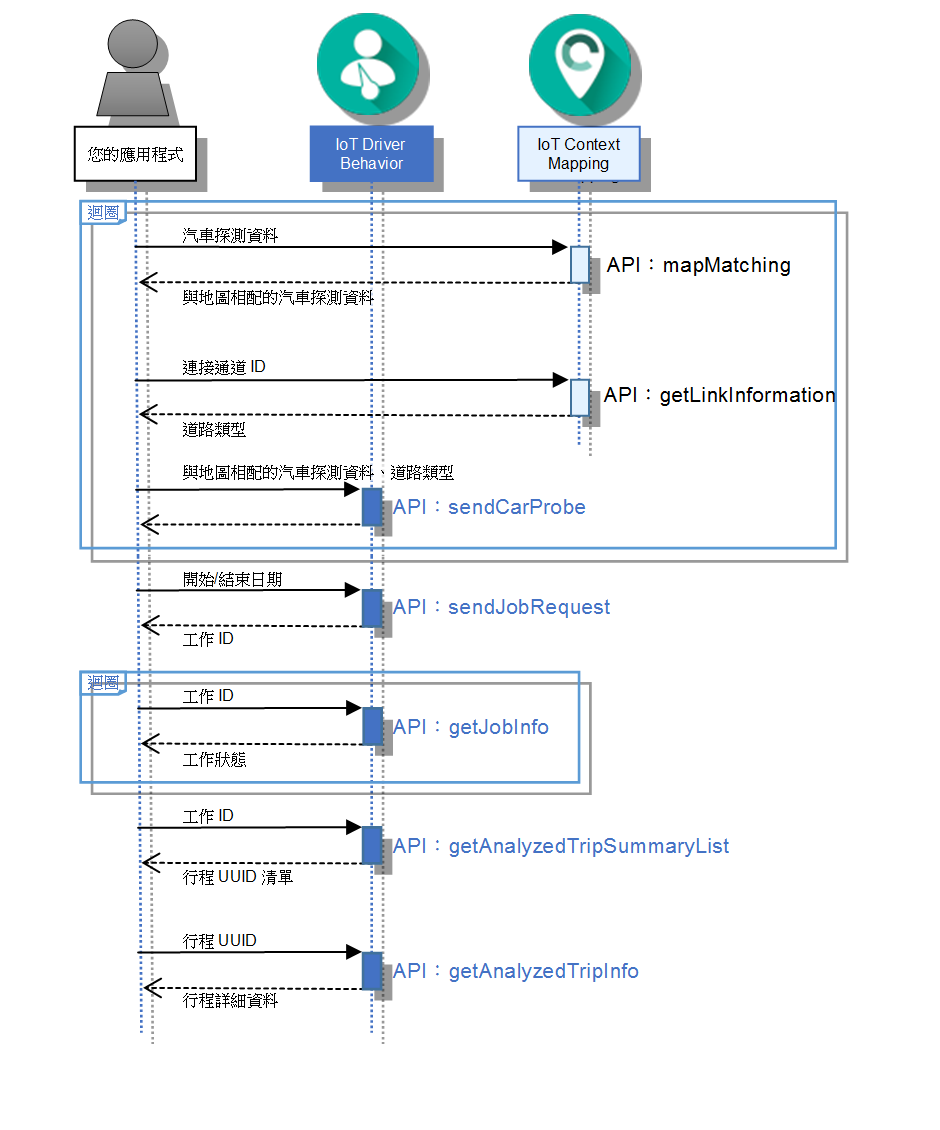 您的應用程式
IoT Driver
Behavior
IoT Context
Mapping
迴圈
汽車探測資料
API：mapMatching
與地圖相配的汽車探測資料
連接通道 ID
API：getLinkInformation
道路類型
與地圖相配的汽車探測資料、道路類型
API：sendCarProbe
開始/結束日期
API：sendJobRequest
工作 ID
迴圈
工作 ID
API：getJobInfo
工作狀態
工作 ID
API：getAnalyzedTripSummaryList
行程 UUID 清單
行程 UUID
API：getAnalyzedTripInfo
行程詳細資料